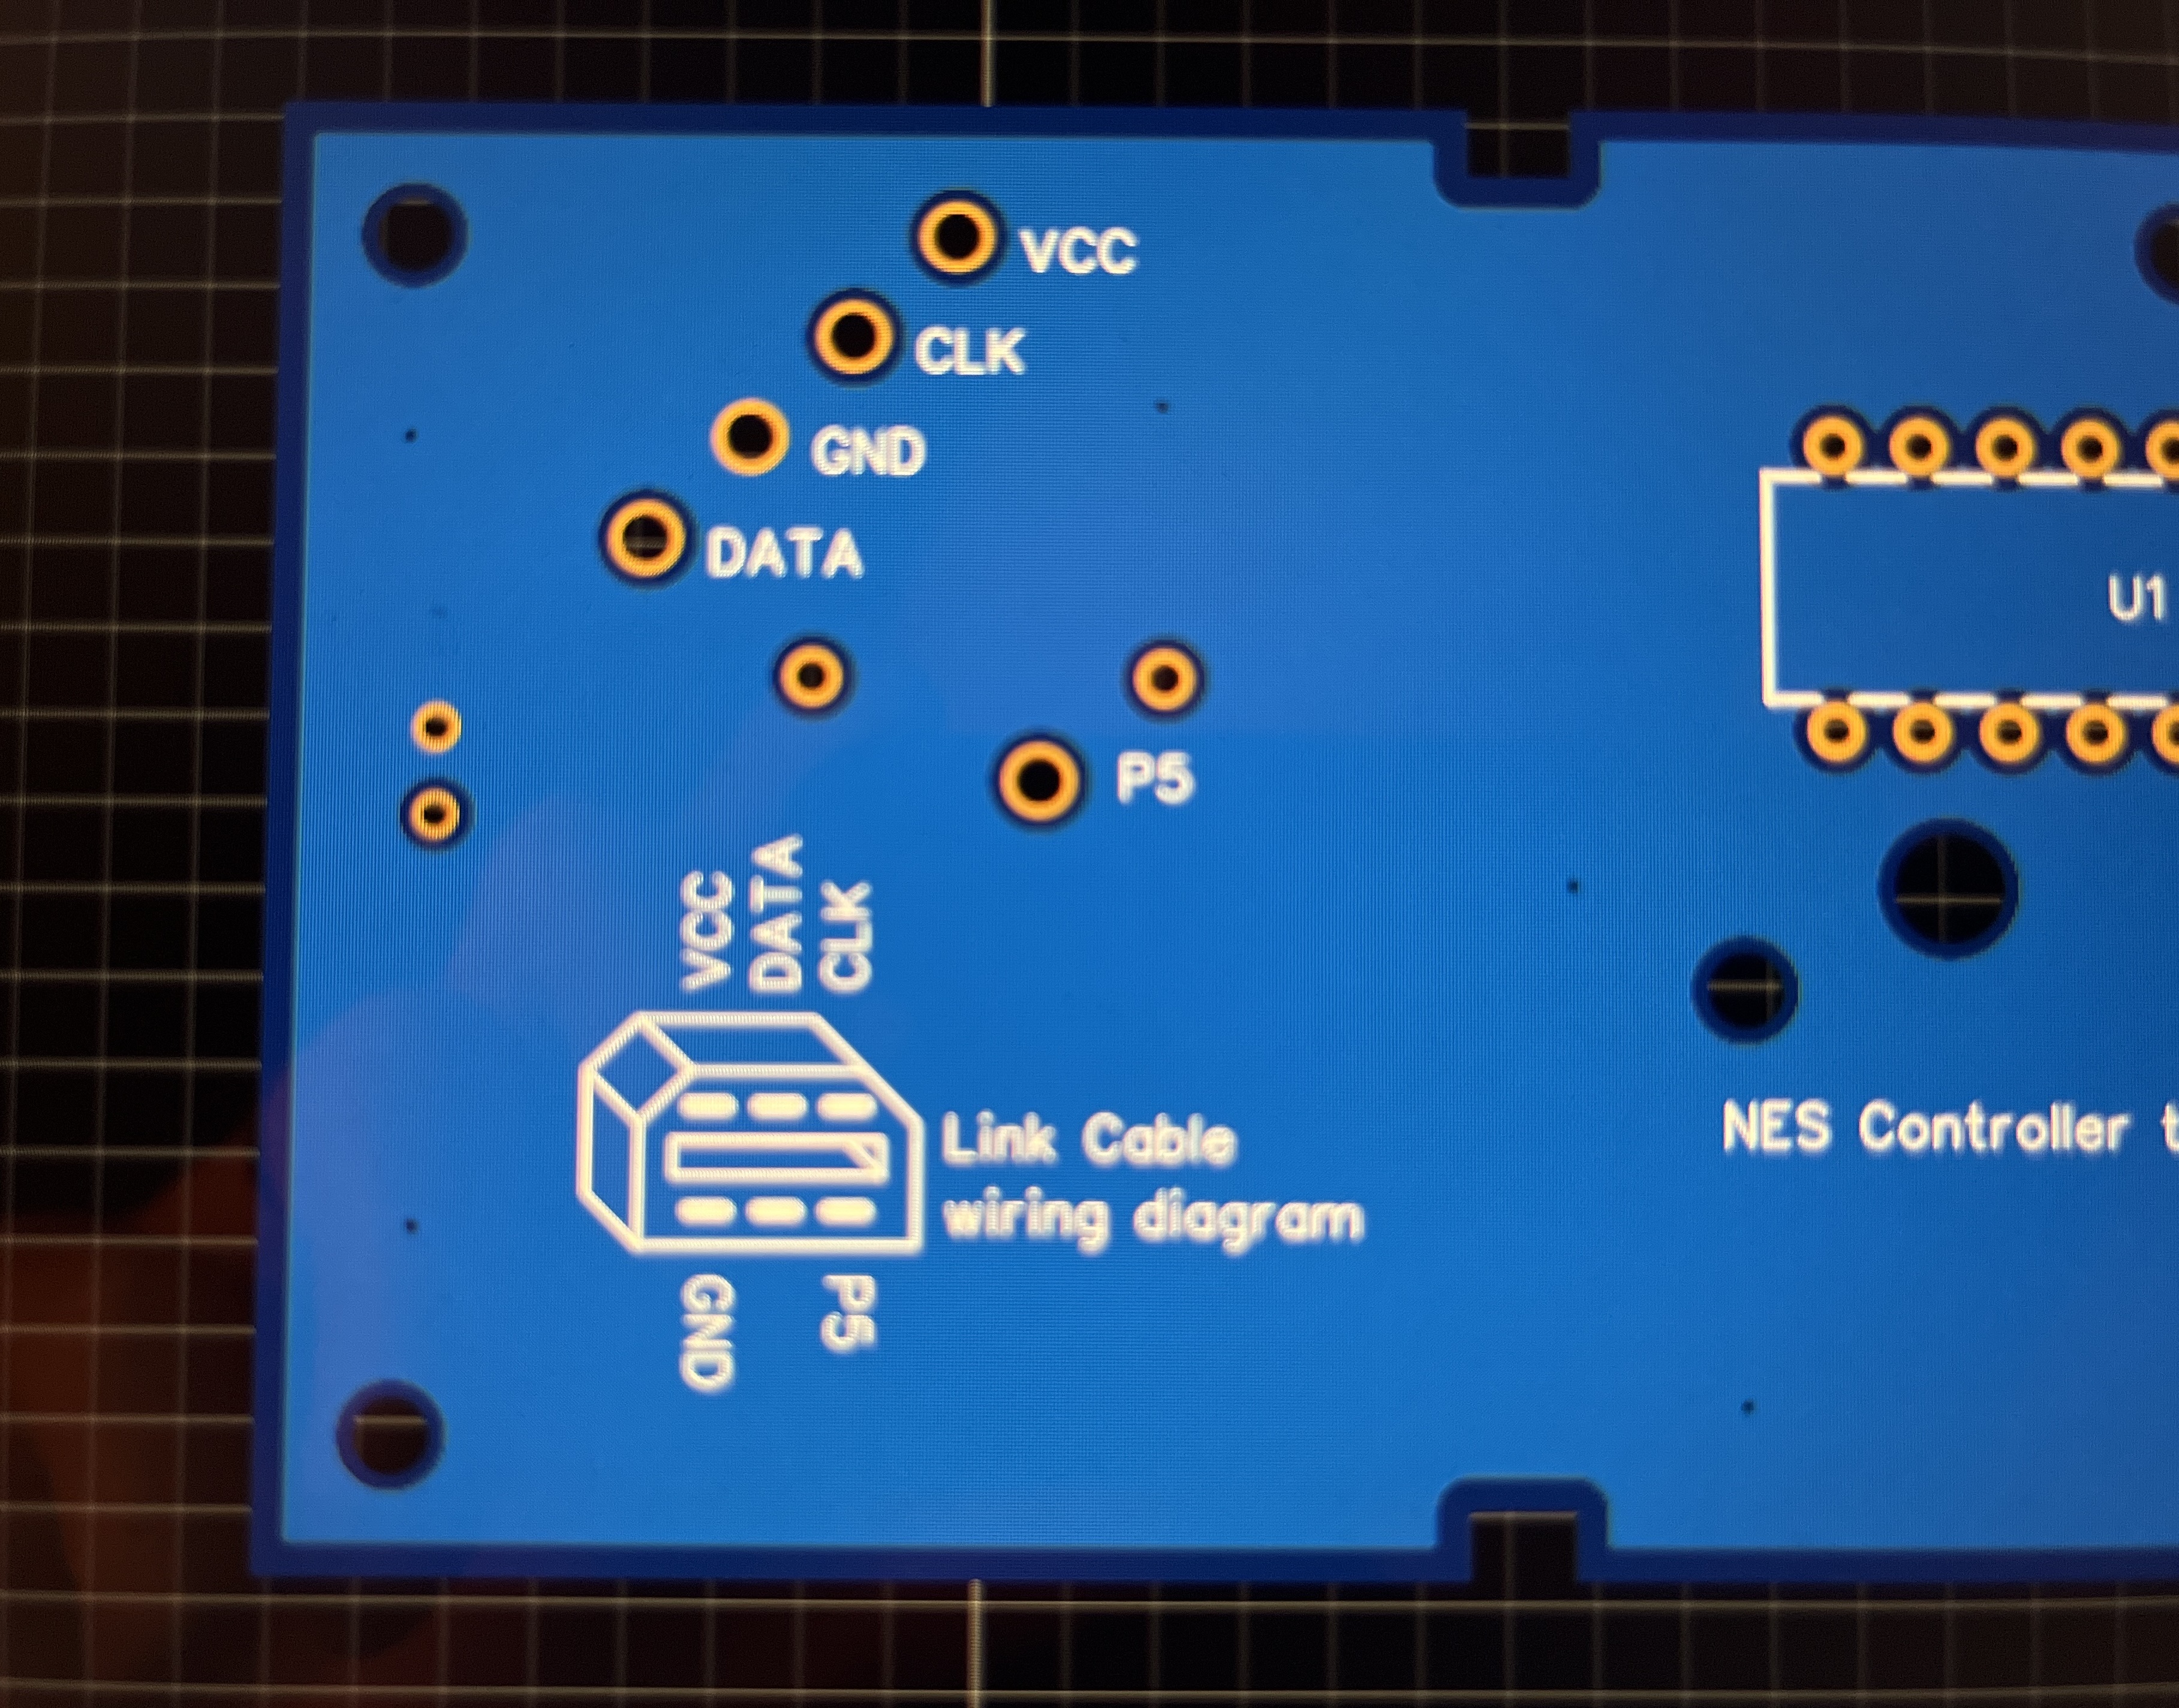 VCC
CLK
GND
DATA
P5
VCC
DATA
CLK
U1
NES Controller
Link Cable
wiring diagram
GND
P5